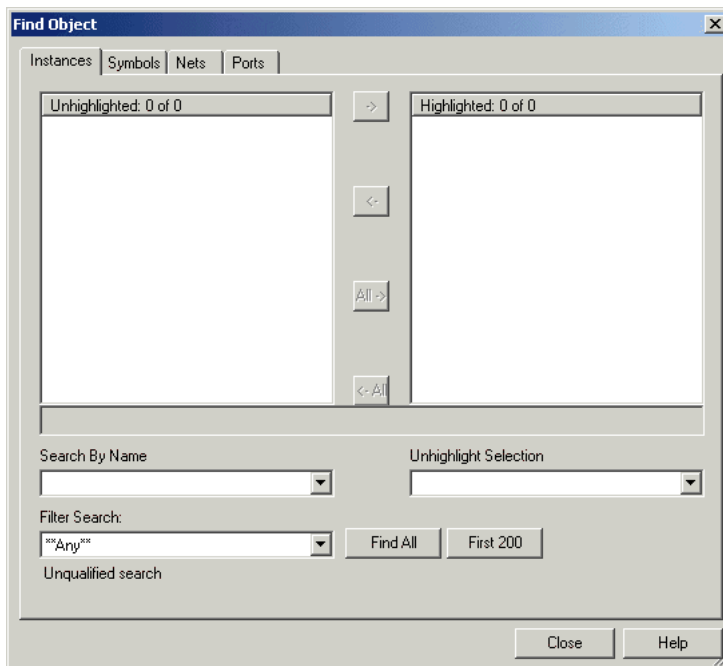 Find Object
Instances Symbols Nets Ports
Unhighlighted: 0 of 0 -> Highlighted: 0 of 0
<-
All ->
<- All
Search By Name Unhighlight Selection
Filter Search:
**Any** Find All First 200
Unqualified search
Close Help